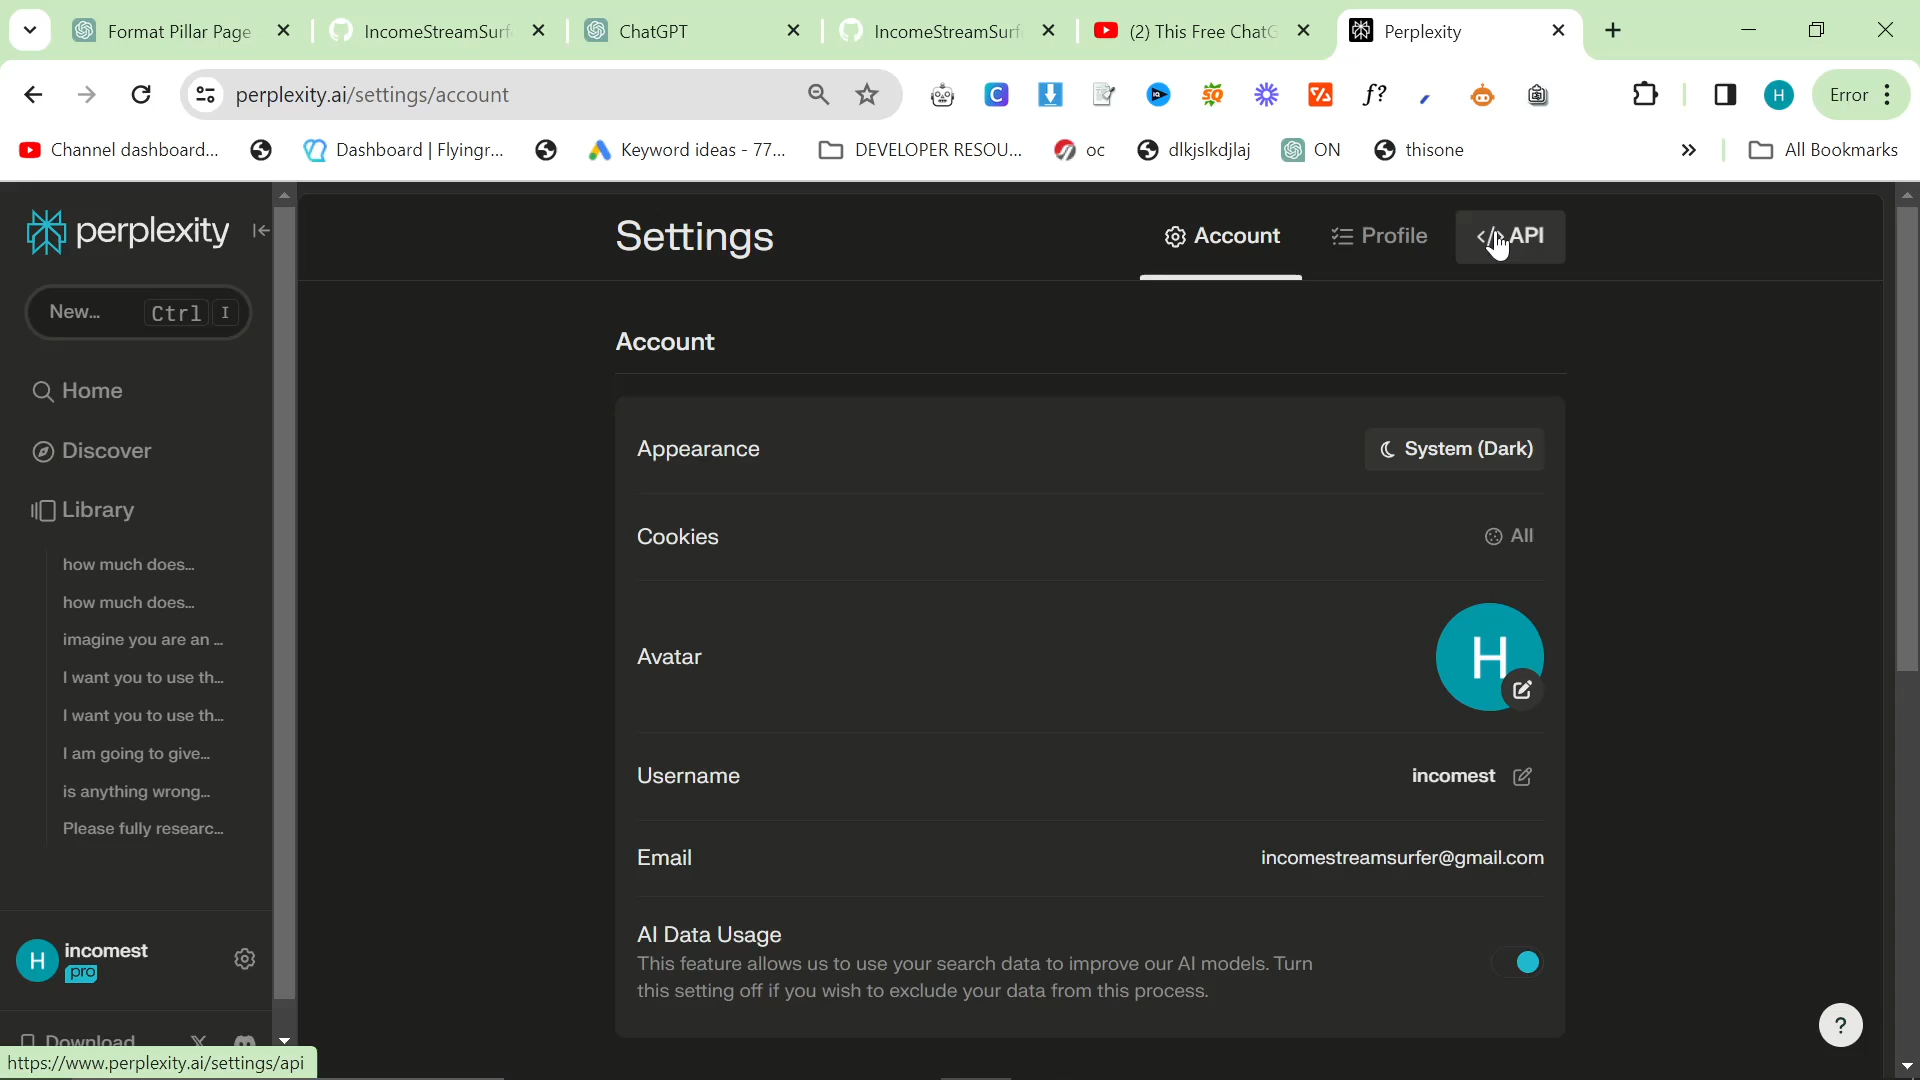 Format Pillar Page
IncomeStreamSurf
ChatGPT
IncomeStreamSurf
(2) This Free ChatG
Perplexity
perplexity.ai/settings/account
Error
Channel dashboard...
Dashboard | Flyingr...
Keyword ideas - 77...
DEVELOPER RESOU...
oc
dlkjslkdjlaj
ON
thisone
All Bookmarks
perplexity
Settings
Account
Profile
API
New...
Ctrl
I
Account
Home
Discover
Library
Appearance
System (Dark)
Cookies
All
how much does...
how much does...
imagine you are an ...
I want you to use th...
I want you to use th...
I am going to give...
is anything wrong...
Please fully researc...
Avatar
H
Username
incomest
Email
incomestreamsurfer@gmail.com
AI Data Usage
This feature allows us to use your search data to improve our AI models. Turn
this setting off if you wish to exclude your data from this process.
H
incomest
pro
Download
?
https://www.perplexity.ai/settings/api